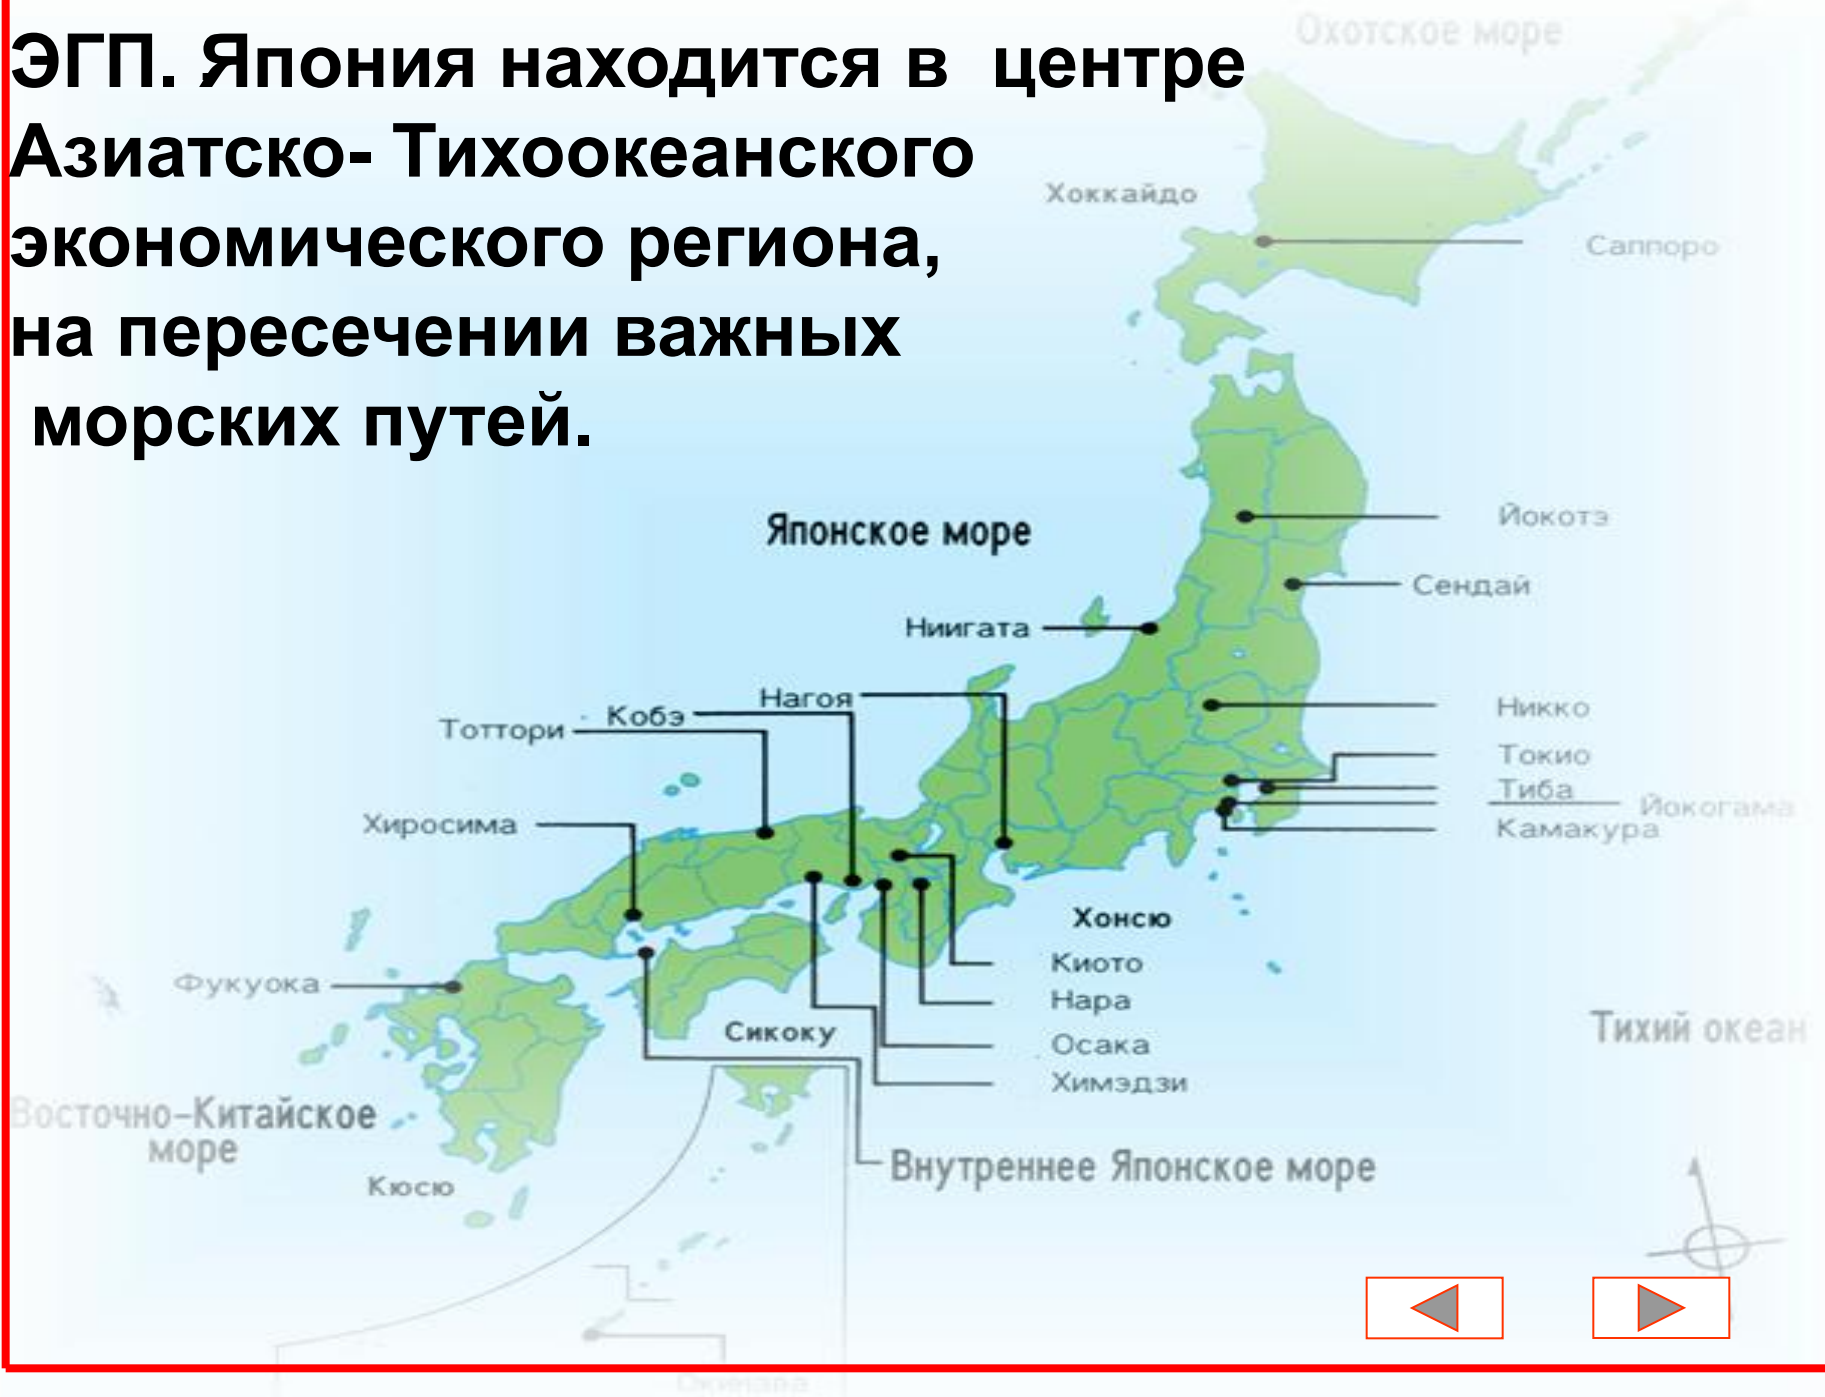 ЭГП. Япония находится в центре
Азиатско- Тихоокеанского
экономического региона,
на пересечении важных
морских путей.
Охотское море
Хоккайдо
Саппоро
Японское море
Йокотэ
Сендай
Ниигата
Нагоя
Кобэ
Тоттори
Никко
Токио
Тиба
Йокогама
Камакура
Хиросима
Хонсю
Киото
Фукуока
Нара
Сикоку
Осака
Тихий океан
Химэдзи
Восточно-Китайское
море
Внутреннее Японское море
Кюсю
Окинава